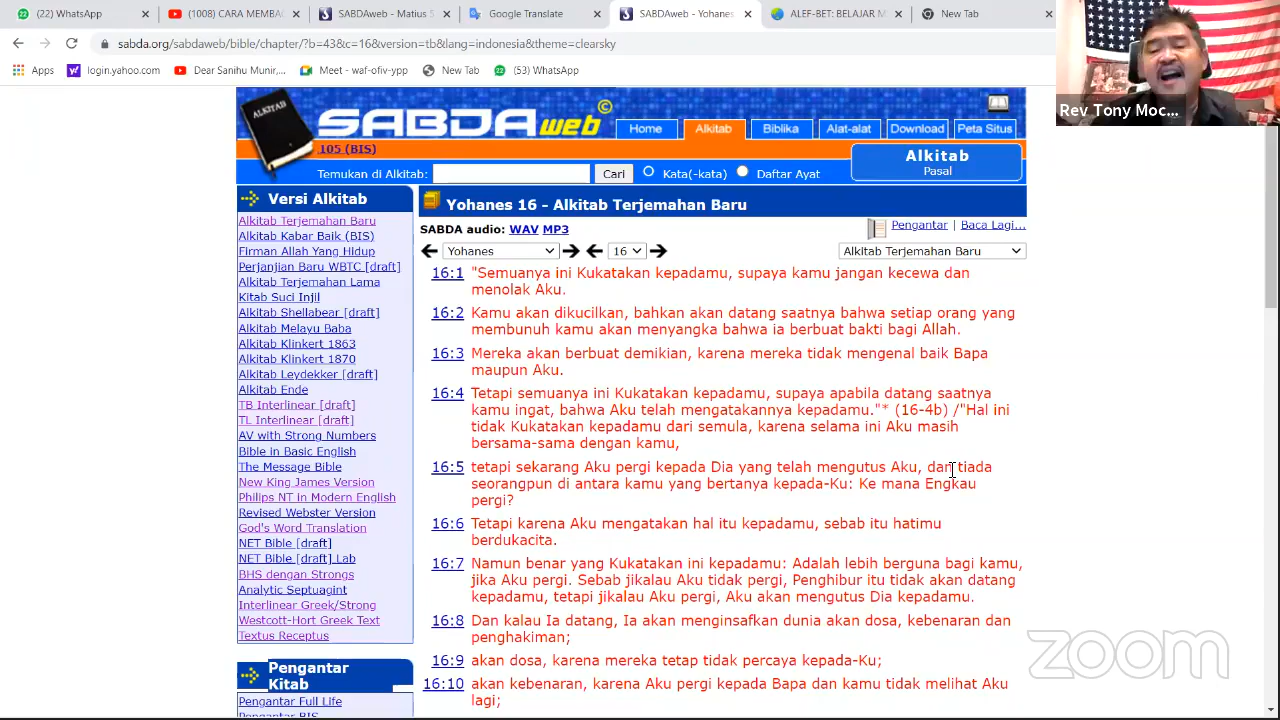 (22) WhatsApp
(1008) CARA MEMBA
SABDAweb - Matius
Google Translate
SABDAweb - Yohanes
ALEF-BET: BELAJAR M
New Tab
sabda.org/sabdaweb/bible/chapter/?b=43&c=16&version=tb&lang=indonesia&theme=clearsky
Apps
login.yahoo.com
Dear Sanihu Munir,...
Meet - waf-ofiv-ypp
New Tab
(53) WhatsApp
Rev Tony Moc...
ALKITAB
SABDAweb©
Home
Alkitab
Biblika
Alat-alat
Download
Peta Situs
105 (BIS)
Temukan di Alkitab:
Cari
Kata(-kata)
Daftar Ayat
Alkitab
Pasal
Versi Alkitab
Alkitab Terjemahan Baru
Alkitab Kabar Baik (BIS)
Firman Allah Yang Hidup
Perjanjian Baru WBTC [draft]
Alkitab Terjemahan Lama
Kitab Suci Injil
Alkitab Shellabear [draft]
Alkitab Melayu Baba
Alkitab Klinkert 1863
Alkitab Klinkert 1870
Alkitab Leydekker [draft]
Alkitab Ende
TB Interlinear [draft]
TL Interlinear [draft]
AV with Strong Numbers
Bible in Basic English
The Message Bible
New King James Version
Philips NT in Modern English
Revised Webster Version
God's Word Translation
NET Bible [draft]
NET Bible [draft] Lab
BHS dengan Strongs
Analytic Septuagint
Interlinear Greek/Strong
Westcott-Hort Greek Text
Textus Receptus
Pengantar
Kitab
Pengantar Full Life
Pengantar BIS
Yohanes 16 - Alkitab Terjemahan Baru
Pengantar | Baca Lagi...
SABDA audio: WAV MP3
Yohanes
16
Alkitab Terjemahan Baru
16:1 "Semuanya ini Kukatakan kepadamu, supaya kamu jangan kecewa dan
menolak Aku.
16:2 Kamu akan dikucilkan, bahkan akan datang saatnya bahwa setiap orang yang
membunuh kamu akan menyangka bahwa ia berbuat bakti bagi Allah.
16:3 Mereka akan berbuat demikian, karena mereka tidak mengenal baik Bapa
maupun Aku.
16:4 Tetapi semuanya ini Kukatakan kepadamu, supaya apabila datang saatnya
kamu ingat, bahwa Aku telah mengatakannya kepadamu."* (16-4b) /"Hal ini
tidak Kukatakan kepadamu dari semula, karena selama ini Aku masih
bersama-sama dengan kamu,
16:5 tetapi sekarang Aku pergi kepada Dia yang telah mengutus Aku, dan tiada
seorangpun di antara kamu yang bertanya kepada-Ku: Ke mana Engkau
pergi?
16:6 Tetapi karena Aku mengatakan hal itu kepadamu, sebab itu hatimu
berdukacita.
16:7 Namun benar yang Kukatakan ini kepadamu: Adalah lebih berguna bagi kamu,
jika Aku pergi. Sebab jikalau Aku tidak pergi, Penghibur itu tidak akan datang
kepadamu, tetapi jikalau Aku pergi, Aku akan mengutus Dia kepadamu.
16:8 Dan kalau Ia datang, Ia akan menginsafkan dunia akan dosa, kebenaran dan
penghakiman;
16:9 akan dosa, karena mereka tetap tidak percaya kepada-Ku;
16:10 akan kebenaran, karena Aku pergi kepada Bapa dan kamu tidak melihat Aku
lagi;
zoom